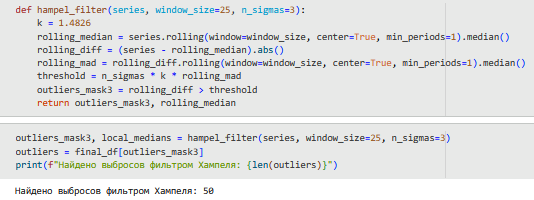 def hampel_filter(series, window_size=25, n_sigmas=3):
    k = 1.4826
    rolling_median = series.rolling(window=window_size, center=True, min_periods=1).median()
    rolling_diff = (series - rolling_median).abs()
    rolling_mad = rolling_diff.rolling(window=window_size, center=True, min_periods=1).median()
    threshold = n_sigmas * k * rolling_mad
    outliers_mask3 = rolling_diff > threshold
    return outliers_mask3, rolling_median
outliers_mask3, local_medians = hampel_filter(series, window_size=25, n_sigmas=3)
outliers = final_df[outliers_mask3]
print(f"Найдено выбросов фильтром Хампеля: {len(outliers)}")
Найдено выбросов фильтром Хампеля: 50